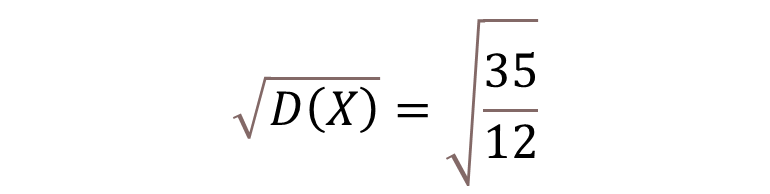 √D(X) = √35/12